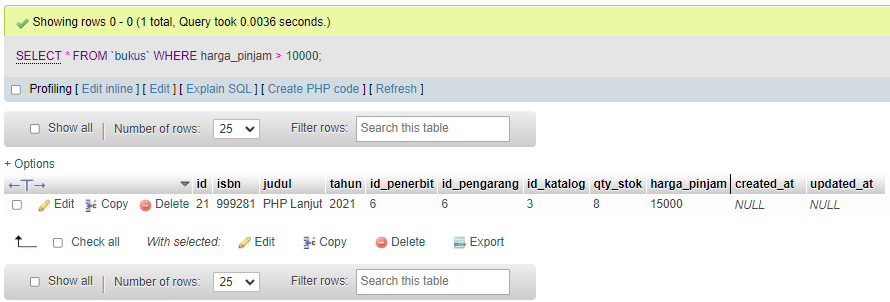 Showing rows 0 - 0 (1 total, Query took 0.0036 seconds.)
SELECT * FROM `bukus` WHERE harga_pinjam > 10000;
Profiling [ Edit inline ] [ Edit ] [ Explain SQL ] [ Create PHP code ] [ Refresh ]
Show all Number of rows: 25 Filter rows: Search this table
+ Options
←T→ id isbn judul tahun id_penerbit id_pengarang id_katalog qty_stok harga_pinjam created_at updated_at
Edit Copy Delete 21 999281 PHP Lanjut 2021 6 6 3 8 15000 NULL NULL
Check all With selected: Edit Copy Delete Export
Show all Number of rows: 25 Filter rows: Search this table